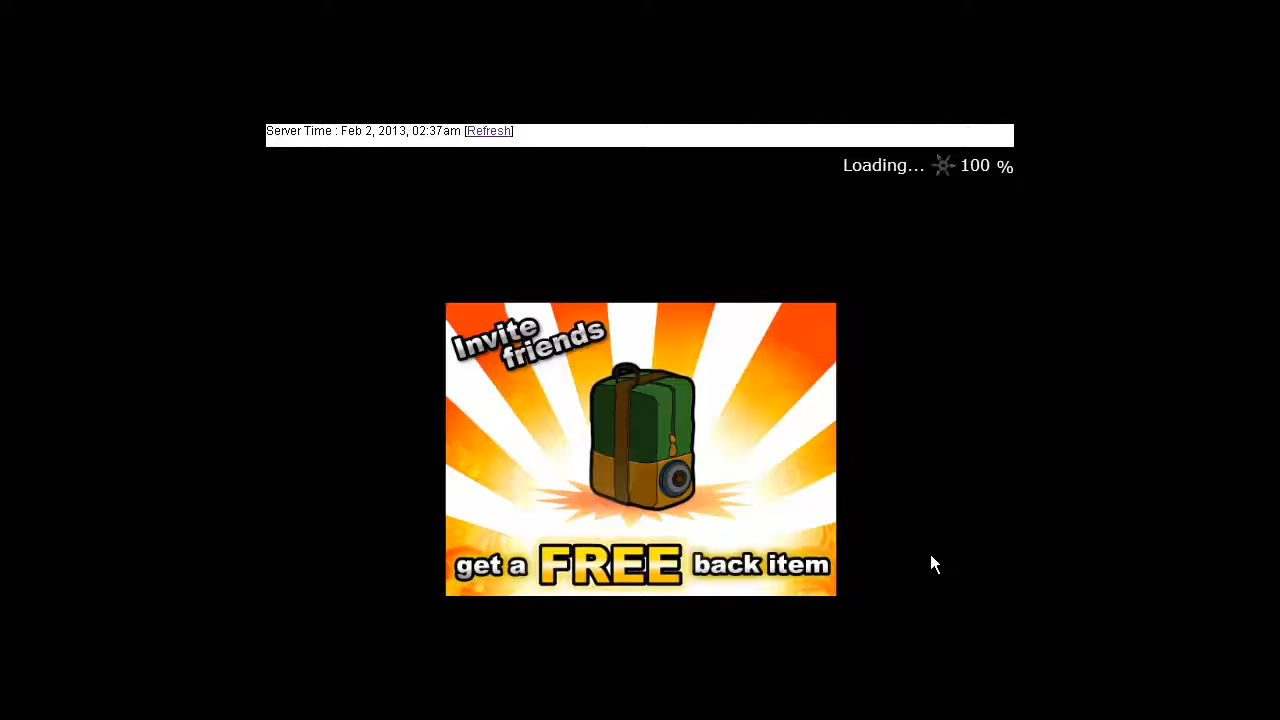 Server Time : Feb 2, 2013, 02:37am [Refresh]
Loading... 100 %
Invite
friends
get a FREE back item